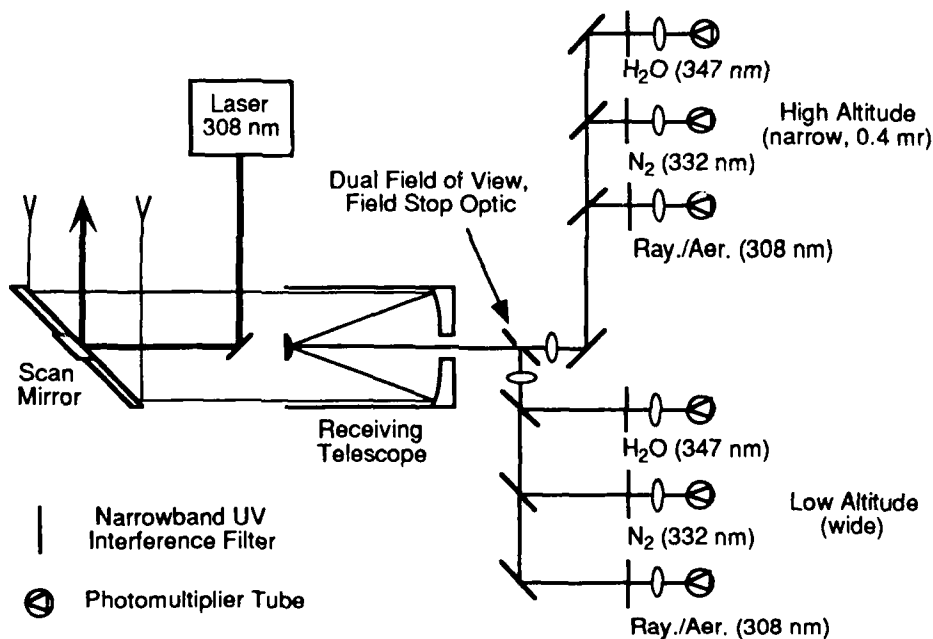 Laser
308 nm
H₂O (347 nm)
High Altitude
(narrow, 0.4 mr)
N₂ (332 nm)
Dual Field of View,
Field Stop Optic
Ray./Aer. (308 nm)
Scan
Mirror
Receiving
Telescope
H₂O (347 nm)
Low Altitude
(wide)
N₂ (332 nm)
Ray./Aer. (308 nm)
Narrowband UV
Interference Filter
Photomultiplier Tube